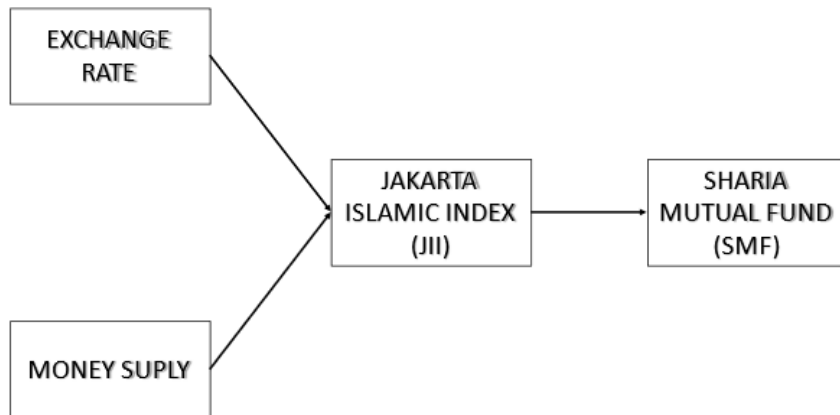 EXCHANGE
RATE
JAKARTA
ISLAMIC INDEX
(JII)
SHARIA
MUTUAL FUND
(SMF)
MONEY SUPLY